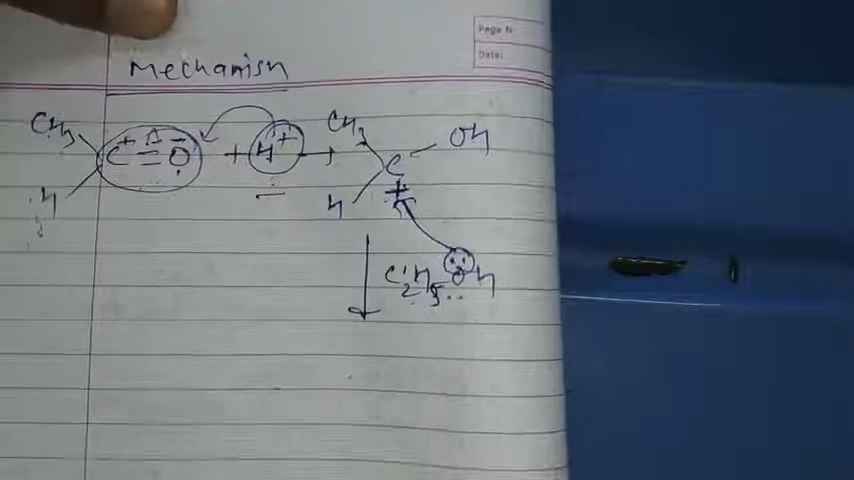 Page N
Date:
Mechanism
CH3 CH3 OH
C + = O - + H+ → C
H H +
C2H5OH